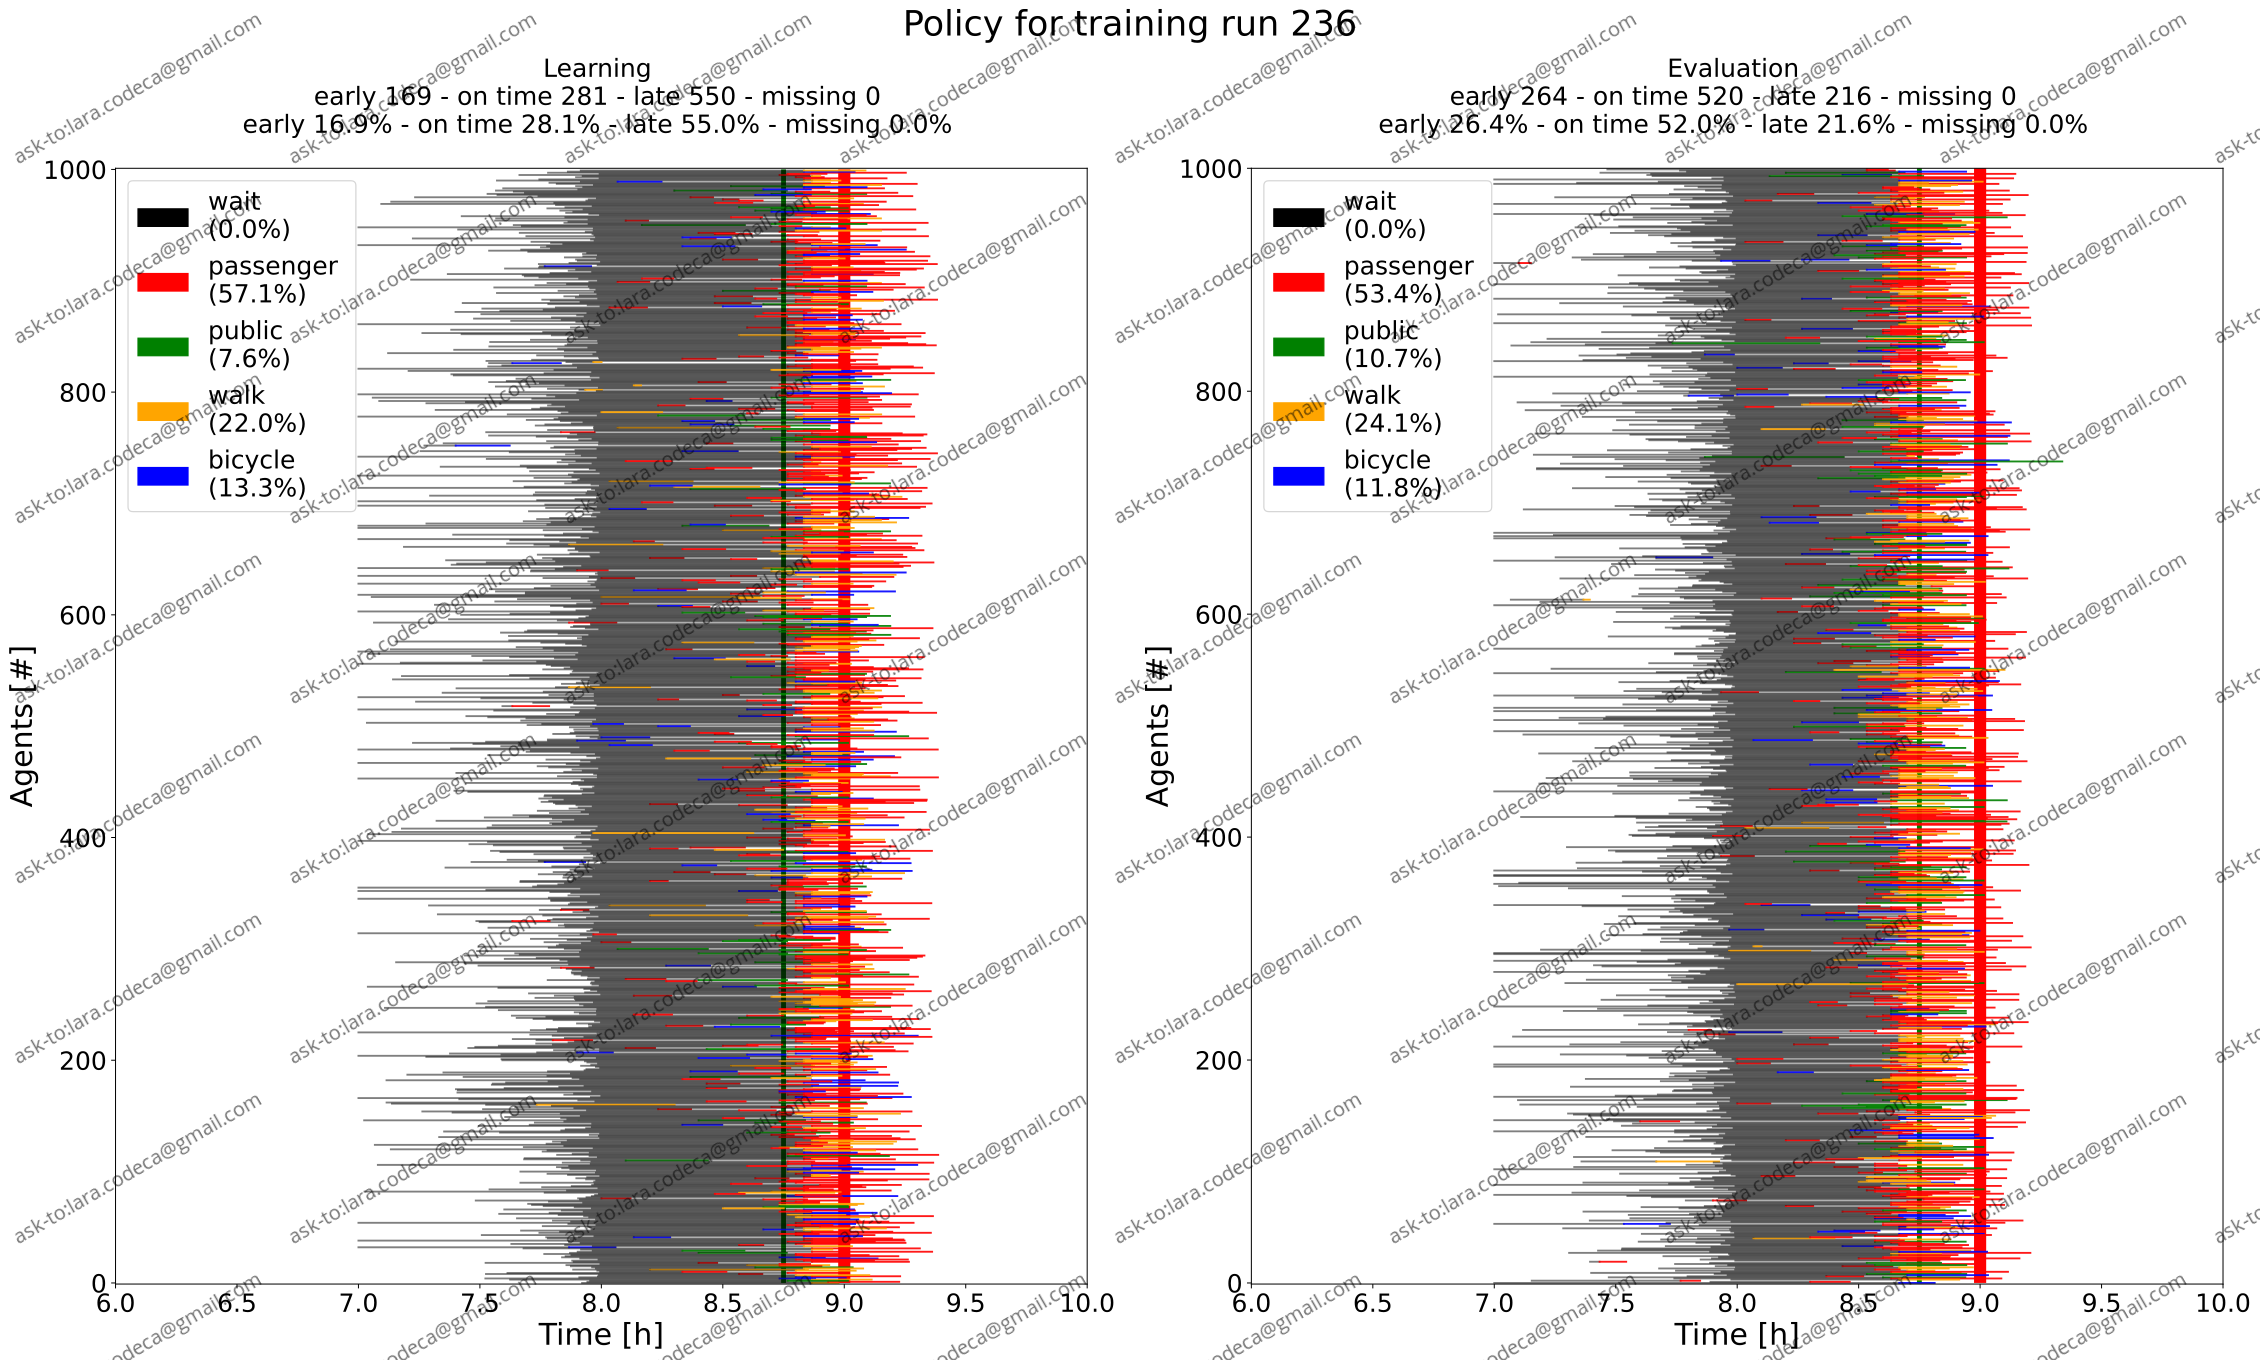 Policy for training run 236
Learning
early 169 - on time 281 - late 550 - missing 0
early 16.9% - on time 28.1% - late 55.0% - missing 0.0%
1000
800
600
400
200
0
Agents [#]
wait
(0.0%)
passenger
(57.1%)
public
(7.6%)
walk
(22.0%)
bicycle
(13.3%)
6.0 6.5 7.0 7.5 8.0 8.5 9.0 9.5 10.0
Time [h]
Evaluation
early 264 - on time 520 - late 216 - missing 0
early 26.4% - on time 52.0% - late 21.6% - missing 0.0%
1000
800
600
400
200
0
Agents [#]
wait
(0.0%)
passenger
(53.4%)
public
(10.7%)
walk
(24.1%)
bicycle
(11.8%)
6.0 6.5 7.0 7.5 8.0 8.5 9.0 9.5 10.0
Time [h]
ask-to:lara.codeca@gmail.com